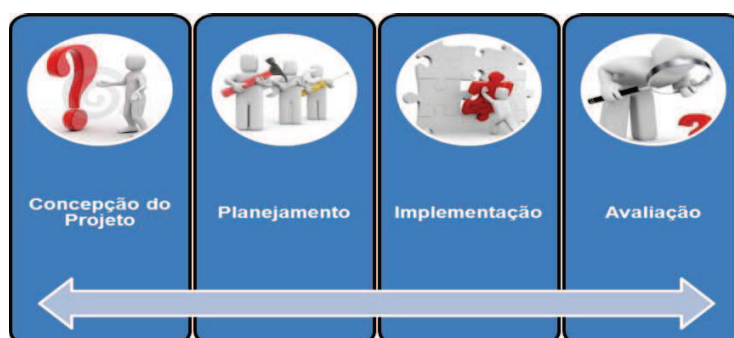 Concepção do
Projeto
Planejamento
Implementação
Avaliação